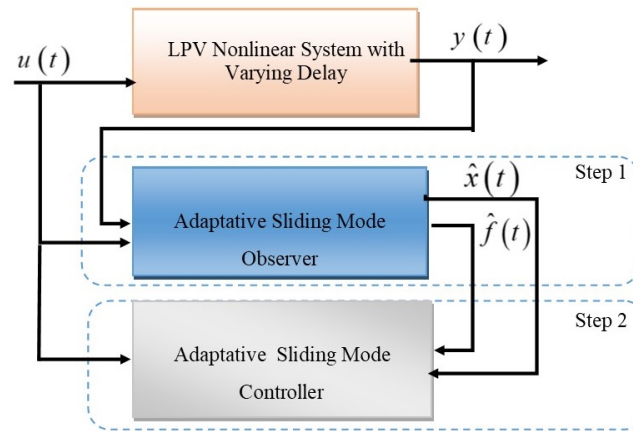 LPV Nonlinear System with
Varying Delay
u(t)
y(t)
Step 1
x̂(t)
Adaptative Sliding Mode
Observer
f̂(t)
Step 2
Adaptative Sliding Mode
Controller